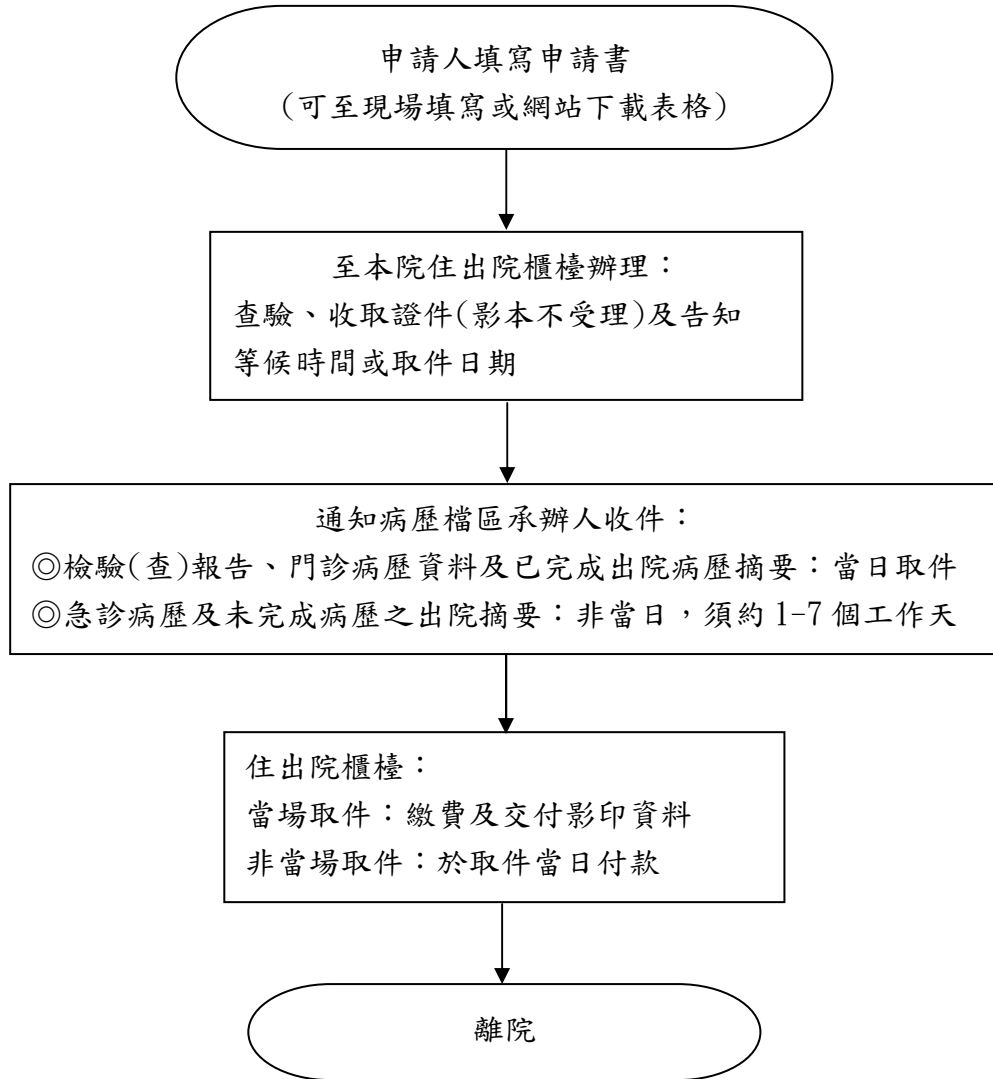 申請人填寫申請書
(可至現場填寫或網站下載表格)
至本院住出院櫃檯辦理：
查驗、收取證件(影本不受理)及告知
等候時間或取件日期
通知病歷檔區承辦人收件：
◎檢驗(查)報告、門診病歷資料及已完成出院病歷摘要：當日取件
◎急診病歷及未完成病歷之出院摘要：非當日，須約 1-7 個工作天
住出院櫃檯：
當場取件：繳費及交付影印資料
非當場取件：於取件當日付款
離院